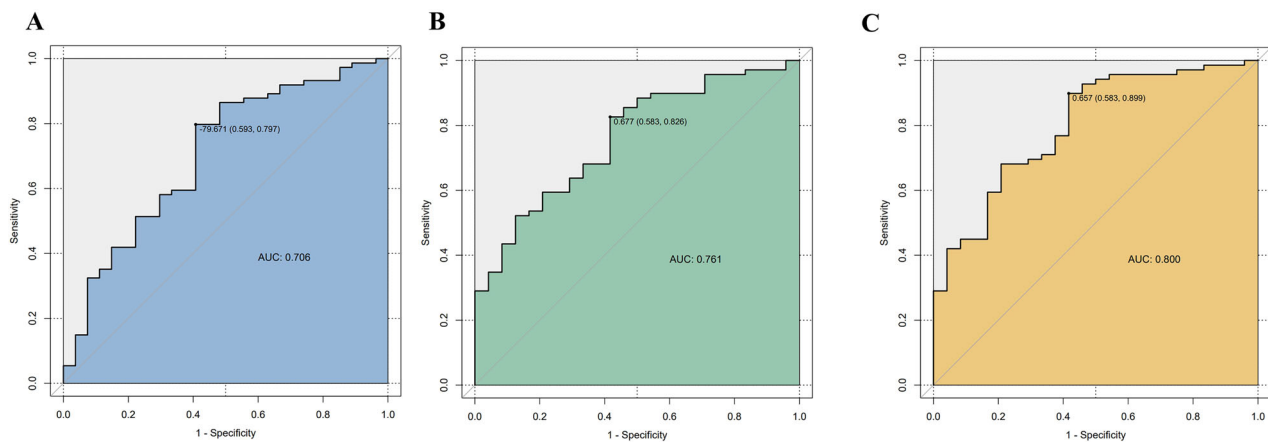 A
B
C
1.0
0.8
0.6
0.4
0.2
0.0
Sensitivity
-79.671 (0.593, 0.797)
AUC: 0.706
0.0 0.2 0.4 0.6 0.8 1.0
1 - Specificity
1.0
0.8
0.6
0.4
0.2
0.0
Sensitivity
0.677 (0.583, 0.826)
AUC: 0.761
0.0 0.2 0.4 0.6 0.8 1.0
1 - Specificity
1.0
0.8
0.6
0.4
0.2
0.0
Sensitivity
0.657 (0.583, 0.899)
AUC: 0.800
0.0 0.2 0.4 0.6 0.8 1.0
1 - Specificity